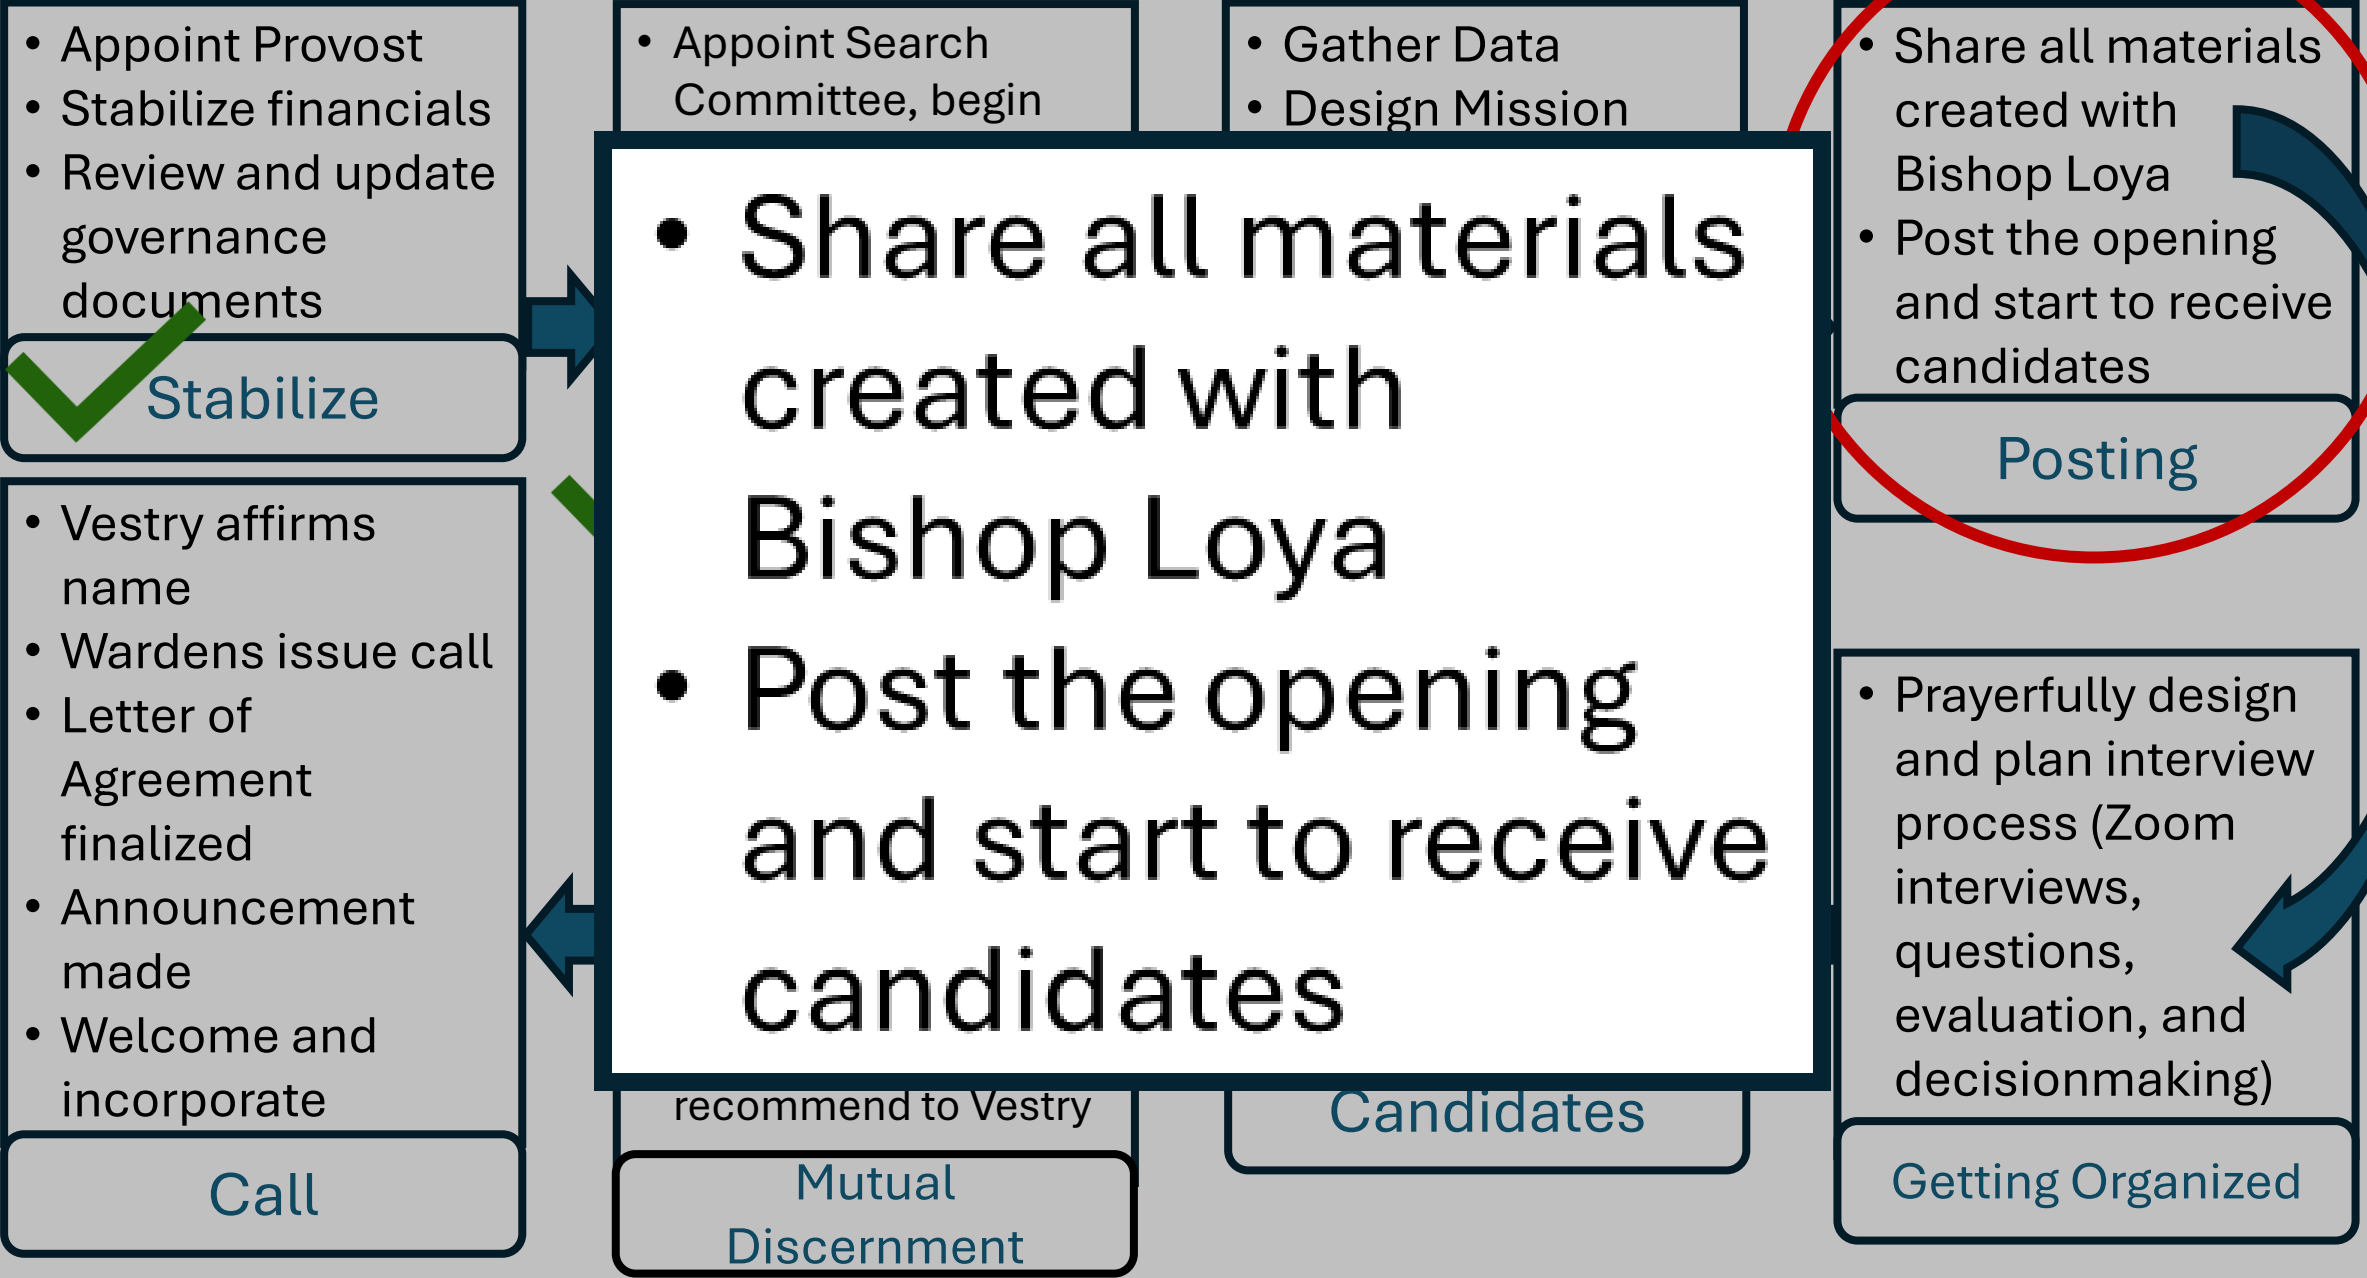 • Appoint Provost
• Stabilize financials
• Review and update
governance
documents
Stabilize
• Appoint Search
Committee, begin
• Gather Data
• Design Mission
• Share all materials
created with
Bishop Loya
• Post the opening
and start to receive
candidates
Posting
• Share all materials
created with
Bishop Loya
• Post the opening
and start to receive
candidates
• Vestry affirms
name
• Wardens issue call
• Letter of
Agreement
finalized
• Announcement
made
• Welcome and
incorporate
Call
recommend to Vestry
Mutual
Discernment
Candidates
• Prayerfully design
and plan interview
process (Zoom
interviews,
questions,
evaluation, and
decisionmaking)
Getting Organized